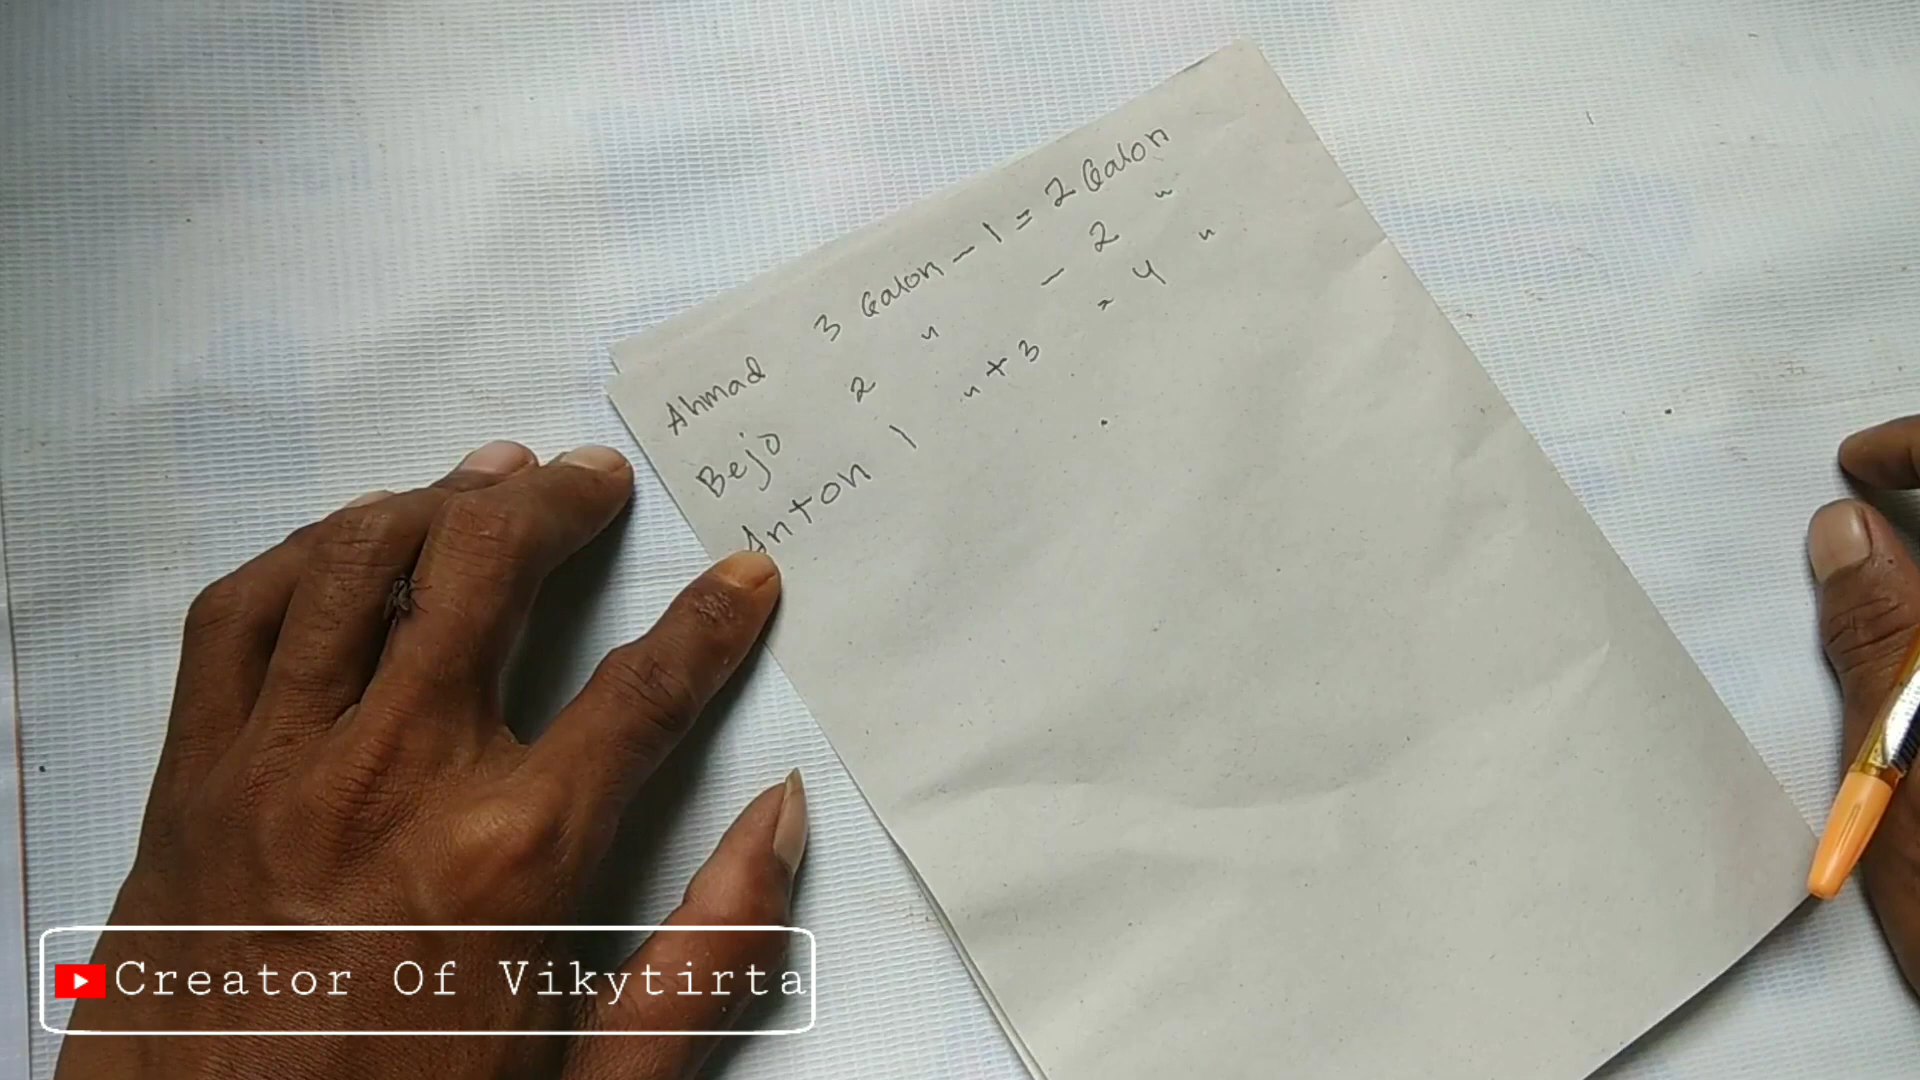 Ahmad 3 Galon - 1 = 2 Galon
Bejo 2 " - 2 "
Anton 1 " + 3 = 4 "
Creator Of Vikytirta